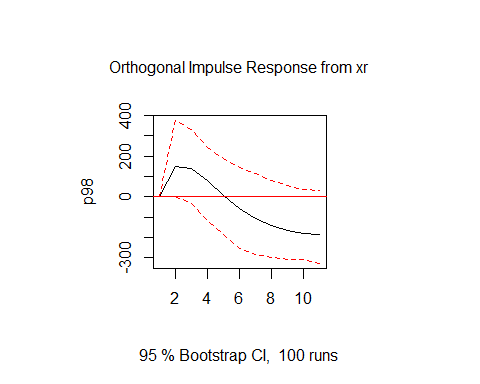 Orthogonal Impulse Response from xr
p98
400
200
0
-300
2 4 6 8 10
95 % Bootstrap CI,  100 runs